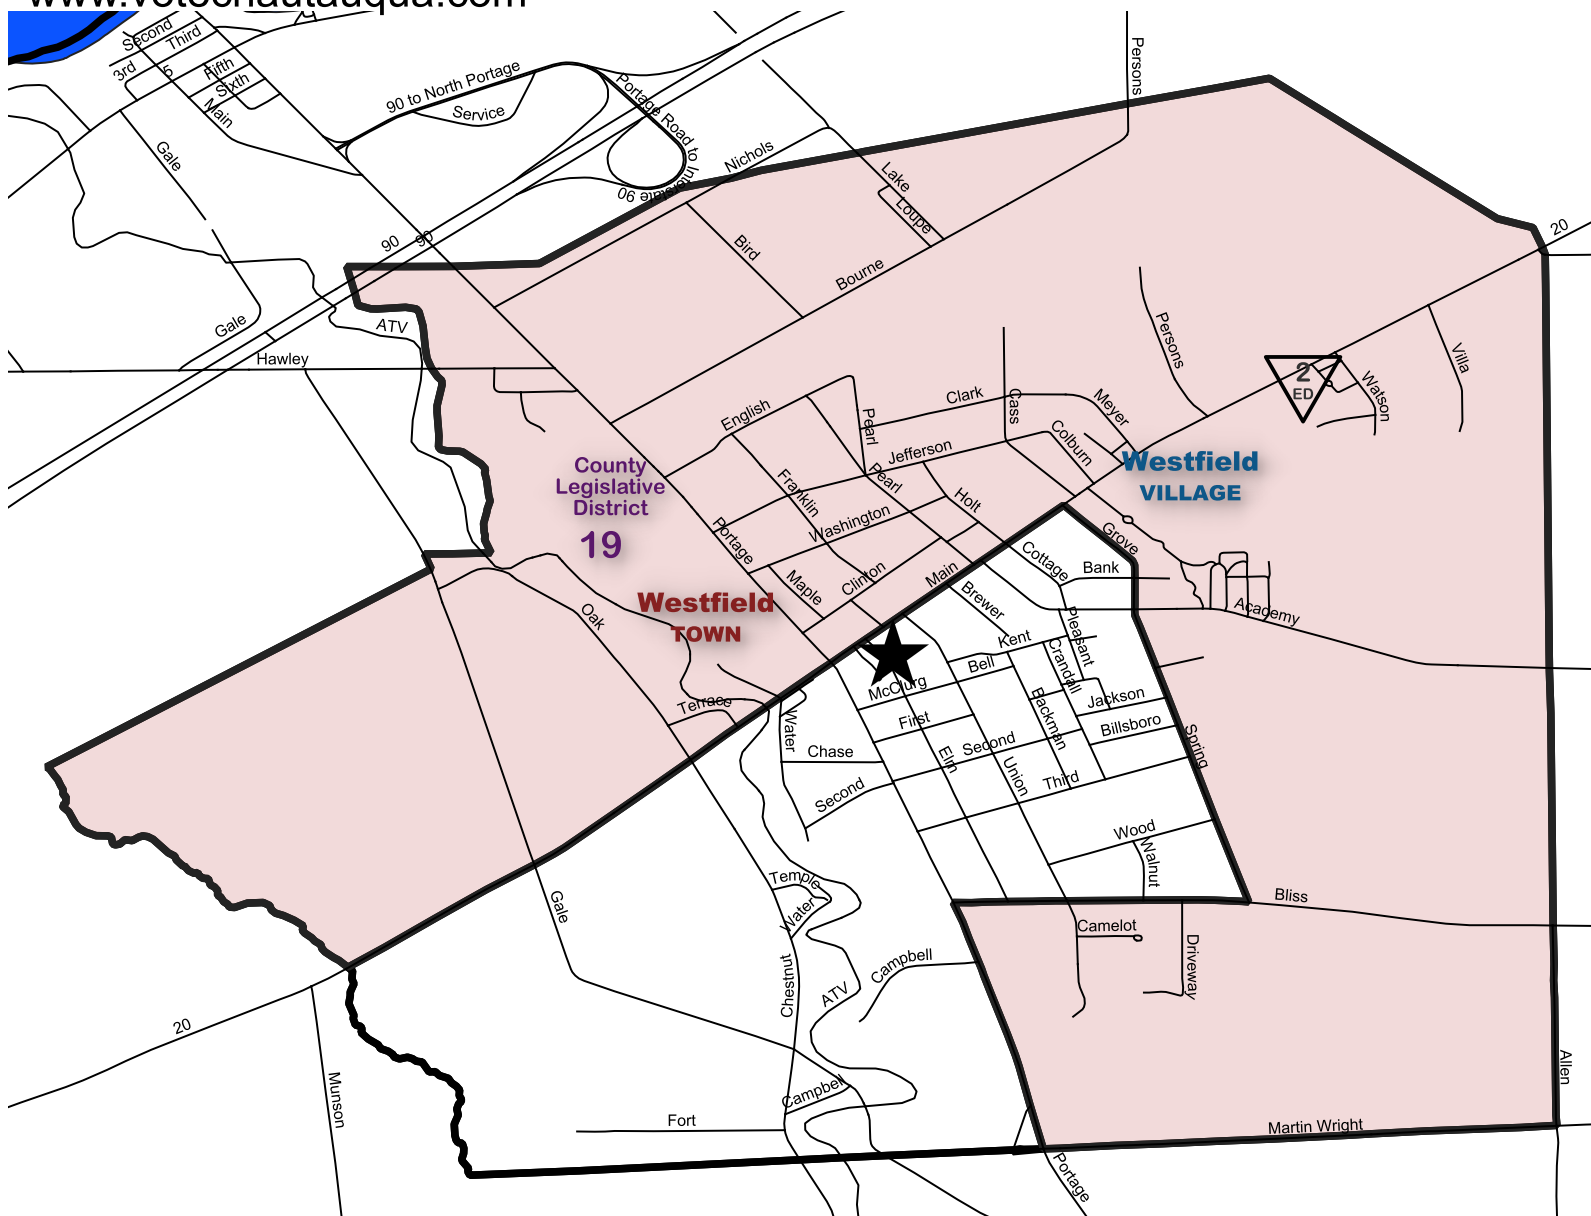 www.votechautauqua.com
Second
Third
3rd
5
Fifth
Sixth
Main
Gale
90 to North Portage
Service
Portage Road to Interstate 90
Persons
Nichols
Lake
Loupe
20
90
90
Bird
Bourne
Gale
ATV
Hawley
Persons
Villa
2
ED
Watson
English
Clark
Cass
Meyer
Pearl
Jefferson
Colburn
Westfield
VILLAGE
County
Legislative
District
19
Franklin
Pearl
Holt
Portage
Washington
Grove
Cottage
Bank
Maple
Clinton
Main
Brewer
Academy
Westfield
TOWN
Oak
Pleasant
Kent
Bell
Crandall
McClurg
Terrace
Water
First
Backman
Jackson
Billsboro
Spring
Chase
Elm
Second
Union
Third
Second
Wood
Walnut
Temple
Water
Gale
Bliss
Camelot
Driveway
Campbell
Chestnut
ATV
20
Munson
Campbell
Fort
Allen
Martin Wright
Portage